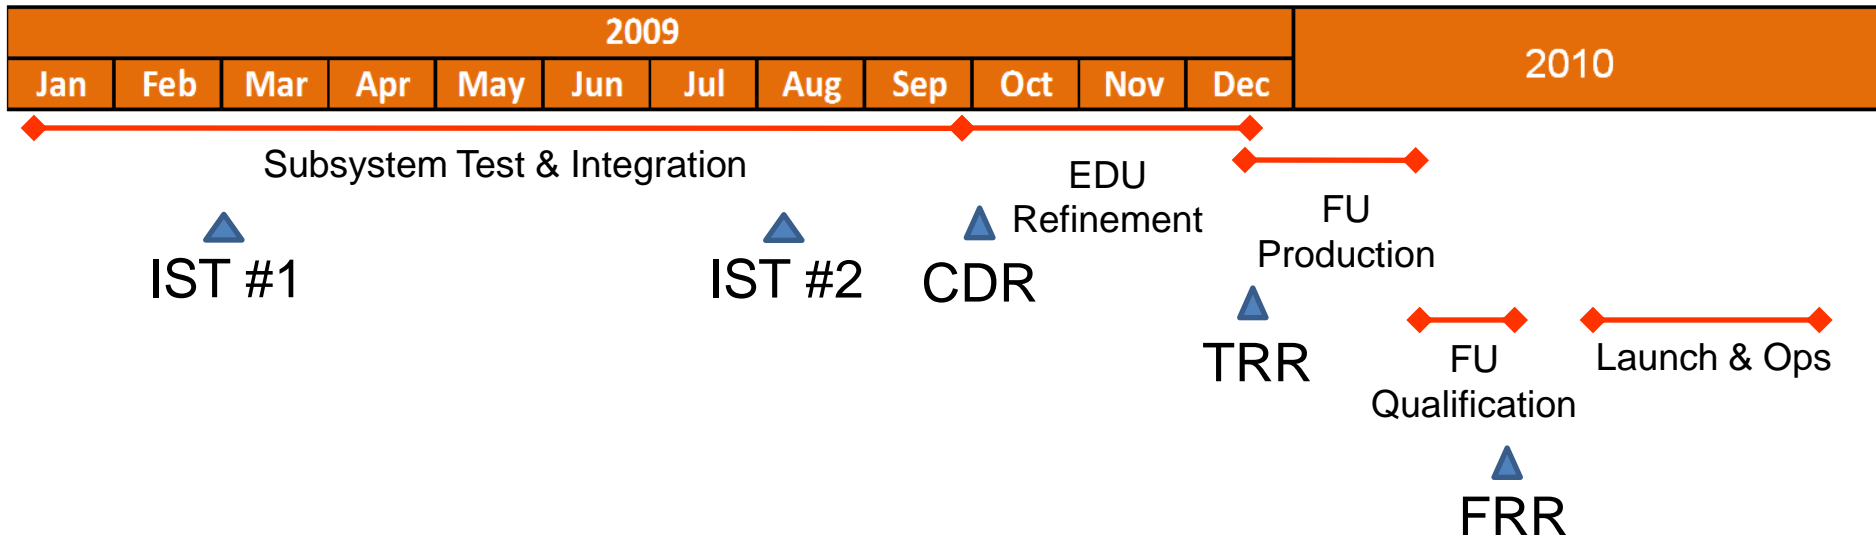 2009
2010
Jan Feb Mar Apr May Jun Jul Aug Sep Oct Nov Dec
Subsystem Test & Integration
EDU
Refinement
FU
Production
IST #1
IST #2
CDR
TRR
FU
Qualification
Launch & Ops
FRR